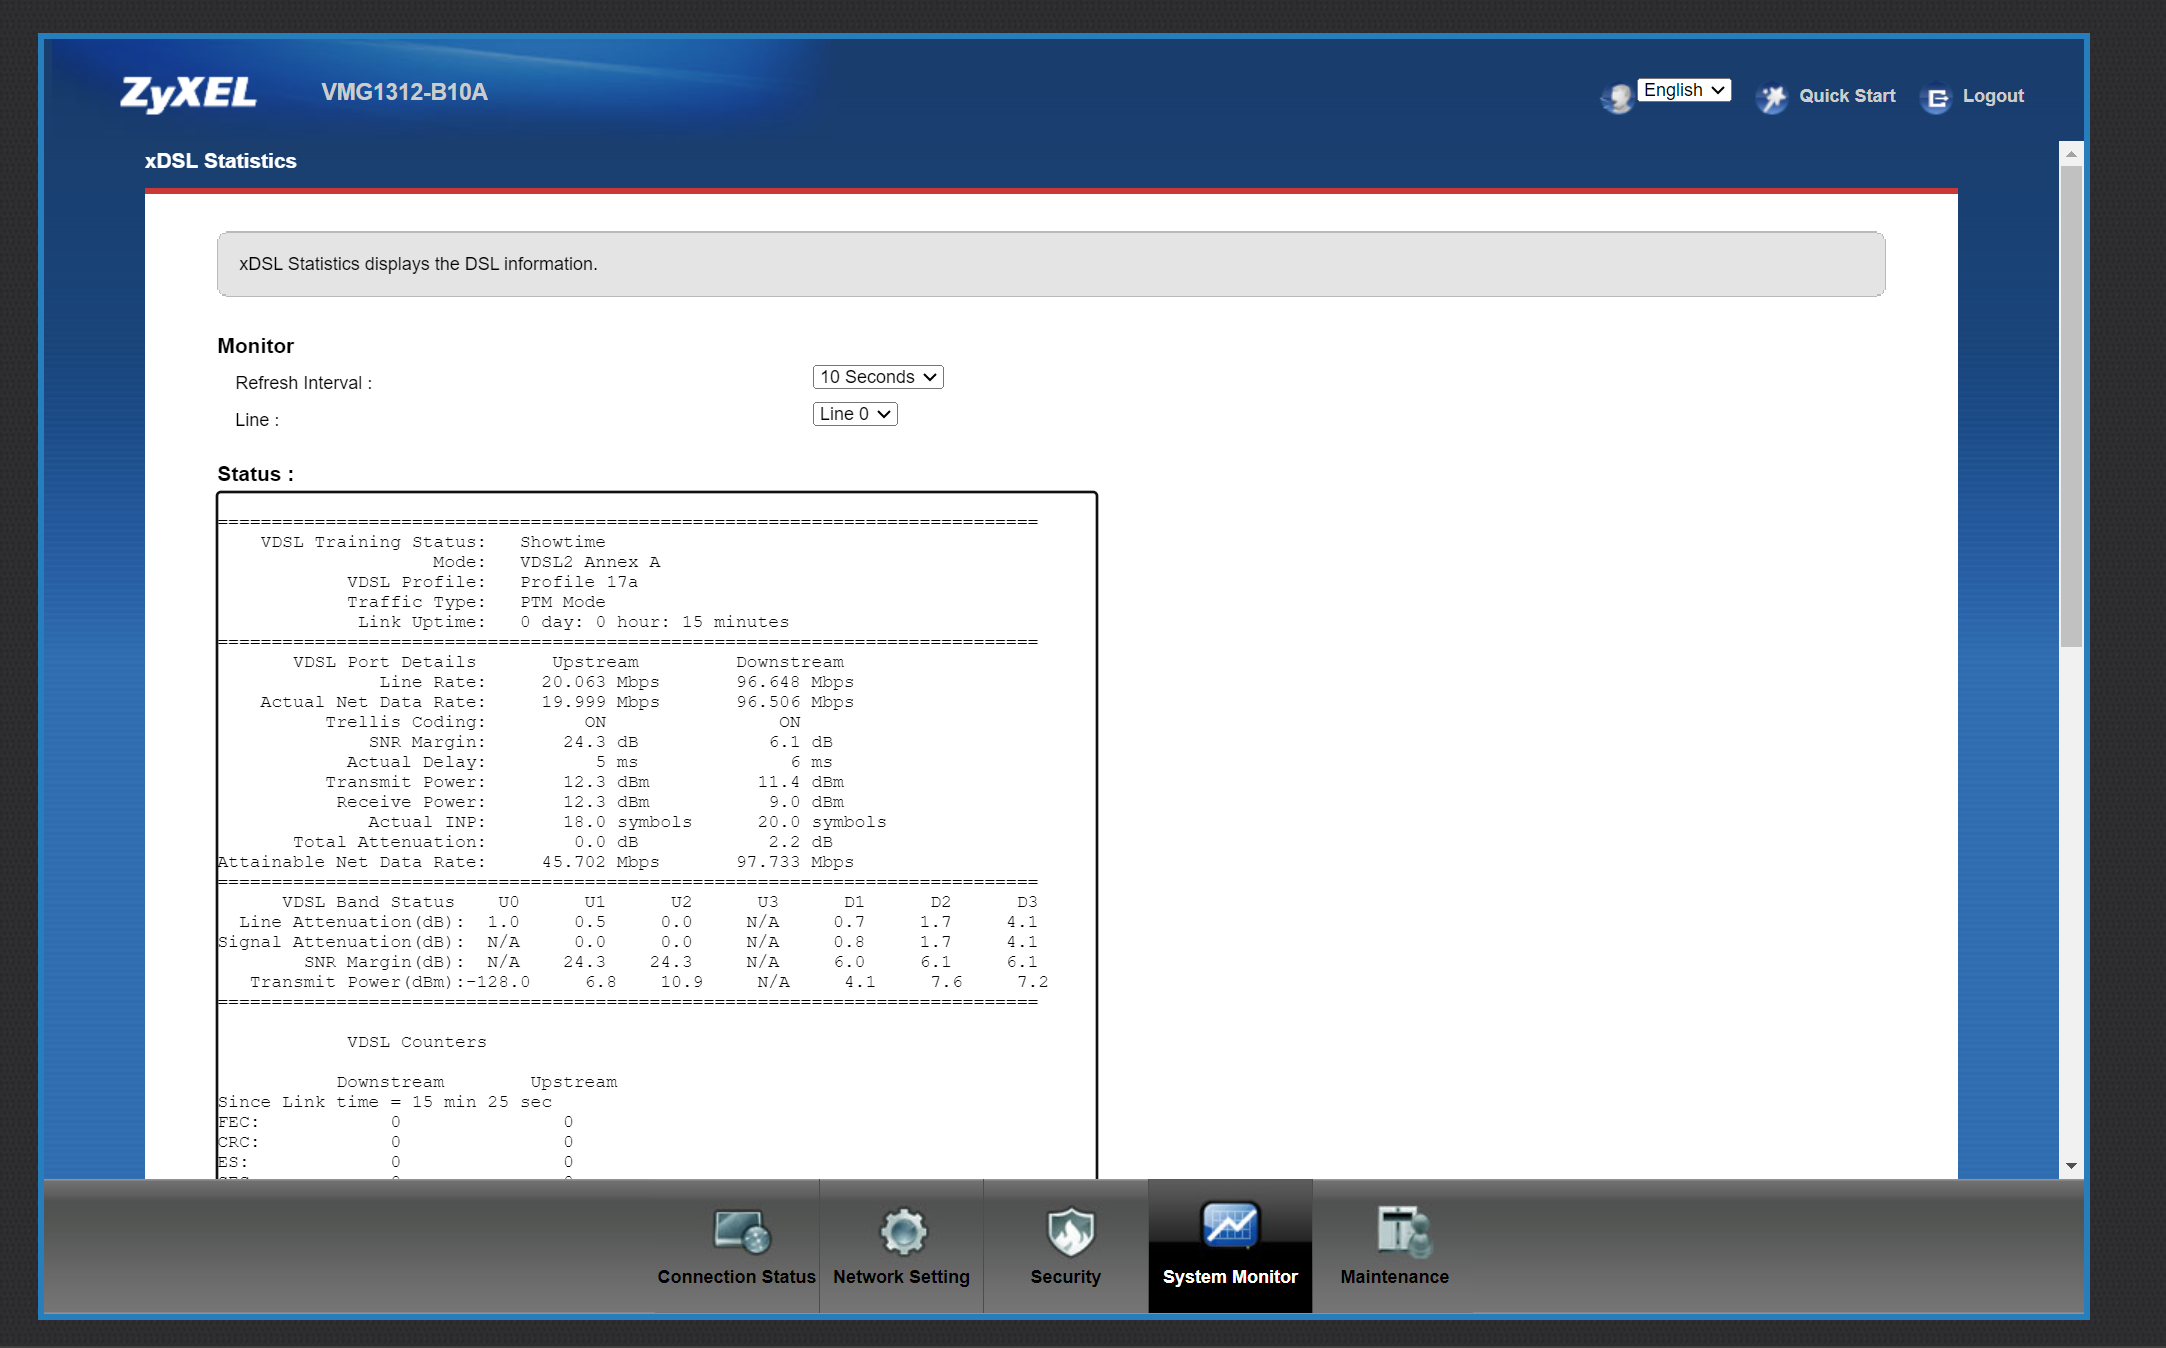 ZyXEL VMG1312-B10A English Quick Start Logout
xDSL Statistics
xDSL Statistics displays the DSL information.
Monitor
Refresh Interval : 10 Seconds
Line : Line 0
Status :
============================================================================
VDSL Training Status: Showtime
Mode: VDSL2 Annex A
VDSL Profile: Profile 17a
Traffic Type: PTM Mode
Link Uptime: 0 day: 0 hour: 15 minutes
============================================================================
VDSL Port Details Upstream Downstream
Line Rate: 20.063 Mbps 96.648 Mbps
Actual Net Data Rate: 19.999 Mbps 96.506 Mbps
Trellis Coding: ON ON
SNR Margin: 24.3 dB 6.1 dB
Actual Delay: 5 ms 6 ms
Transmit Power: 12.3 dBm 11.4 dBm
Receive Power: 12.3 dBm 9.0 dBm
Actual INP: 18.0 symbols 20.0 symbols
Total Attenuation: 0.0 dB 2.2 dB
Attainable Net Data Rate: 45.702 Mbps 97.733 Mbps
============================================================================
VDSL Band Status U0 U1 U2 U3 D1 D2 D3
Line Attenuation(dB): 1.0 0.5 0.0 N/A 0.7 1.7 4.1
Signal Attenuation(dB): N/A 0.0 0.0 N/A 0.8 1.7 4.1
SNR Margin(dB): N/A 24.3 24.3 N/A 6.0 6.1 6.1
Transmit Power(dBm):-128.0 6.8 10.9 N/A 4.1 7.6 7.2
============================================================================
VDSL Counters
Downstream Upstream
Since Link time = 15 min 25 sec
FEC: 0 0
CRC: 0 0
ES: 0 0
Connection Status Network Setting Security System Monitor Maintenance